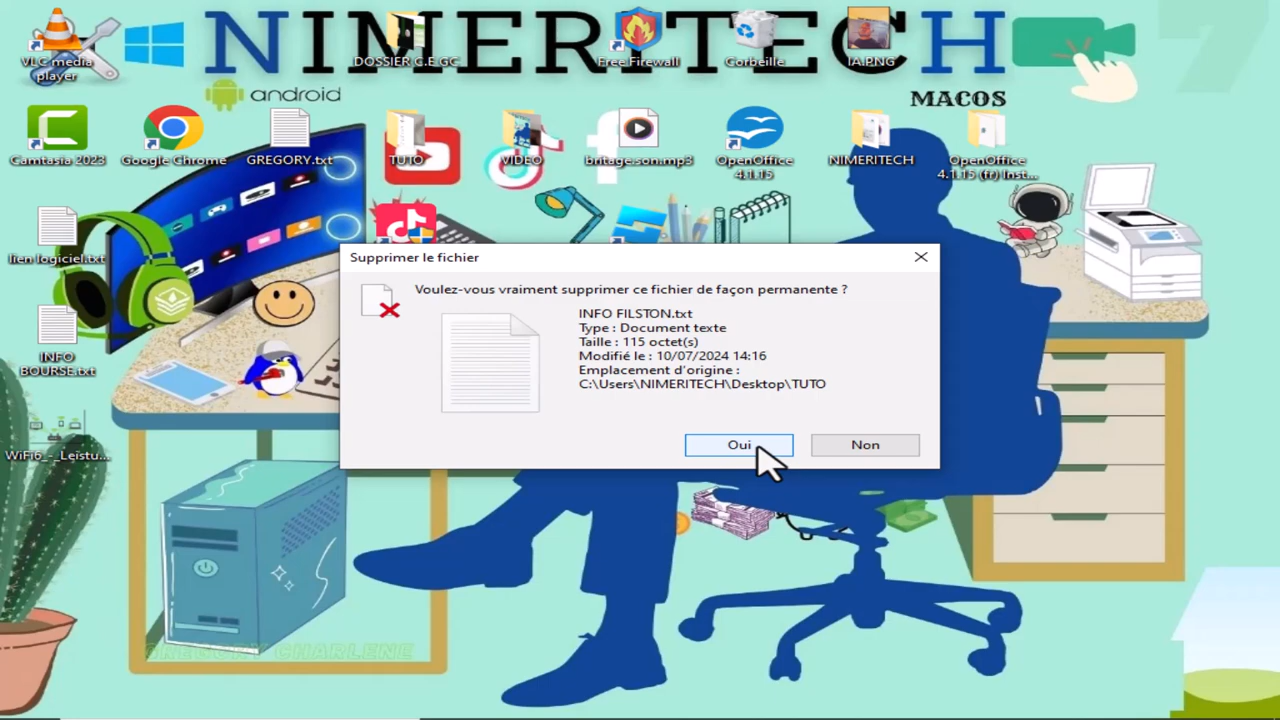 NIMERITECH
7
VLC media
player
DOSSIER C.E GC
Free Firewall
Corbeille
IA.PNG
android
MACOS
Camtasia 2023
Google Chrome
GREGORY.txt
TUTO
VIDEO
britage.son.mp3
OpenOffice
4.1.15
NIMERITECH
OpenOffice
4.1.15 (fr) Inst...
lien logiciel.txt
INFO
BOURSE.txt
WiFi6_-_Leistu...
Supprimer le fichier
Voulez-vous vraiment supprimer ce fichier de façon permanente ?
INFO FILSTON.txt
Type : Document texte
Taille : 115 octet(s)
Modifié le : 10/07/2024 14:16
Emplacement d'origine :
C:\Users\NIMERITECH\Desktop\TUTO
Oui
Non
GREGORY CHARLENE